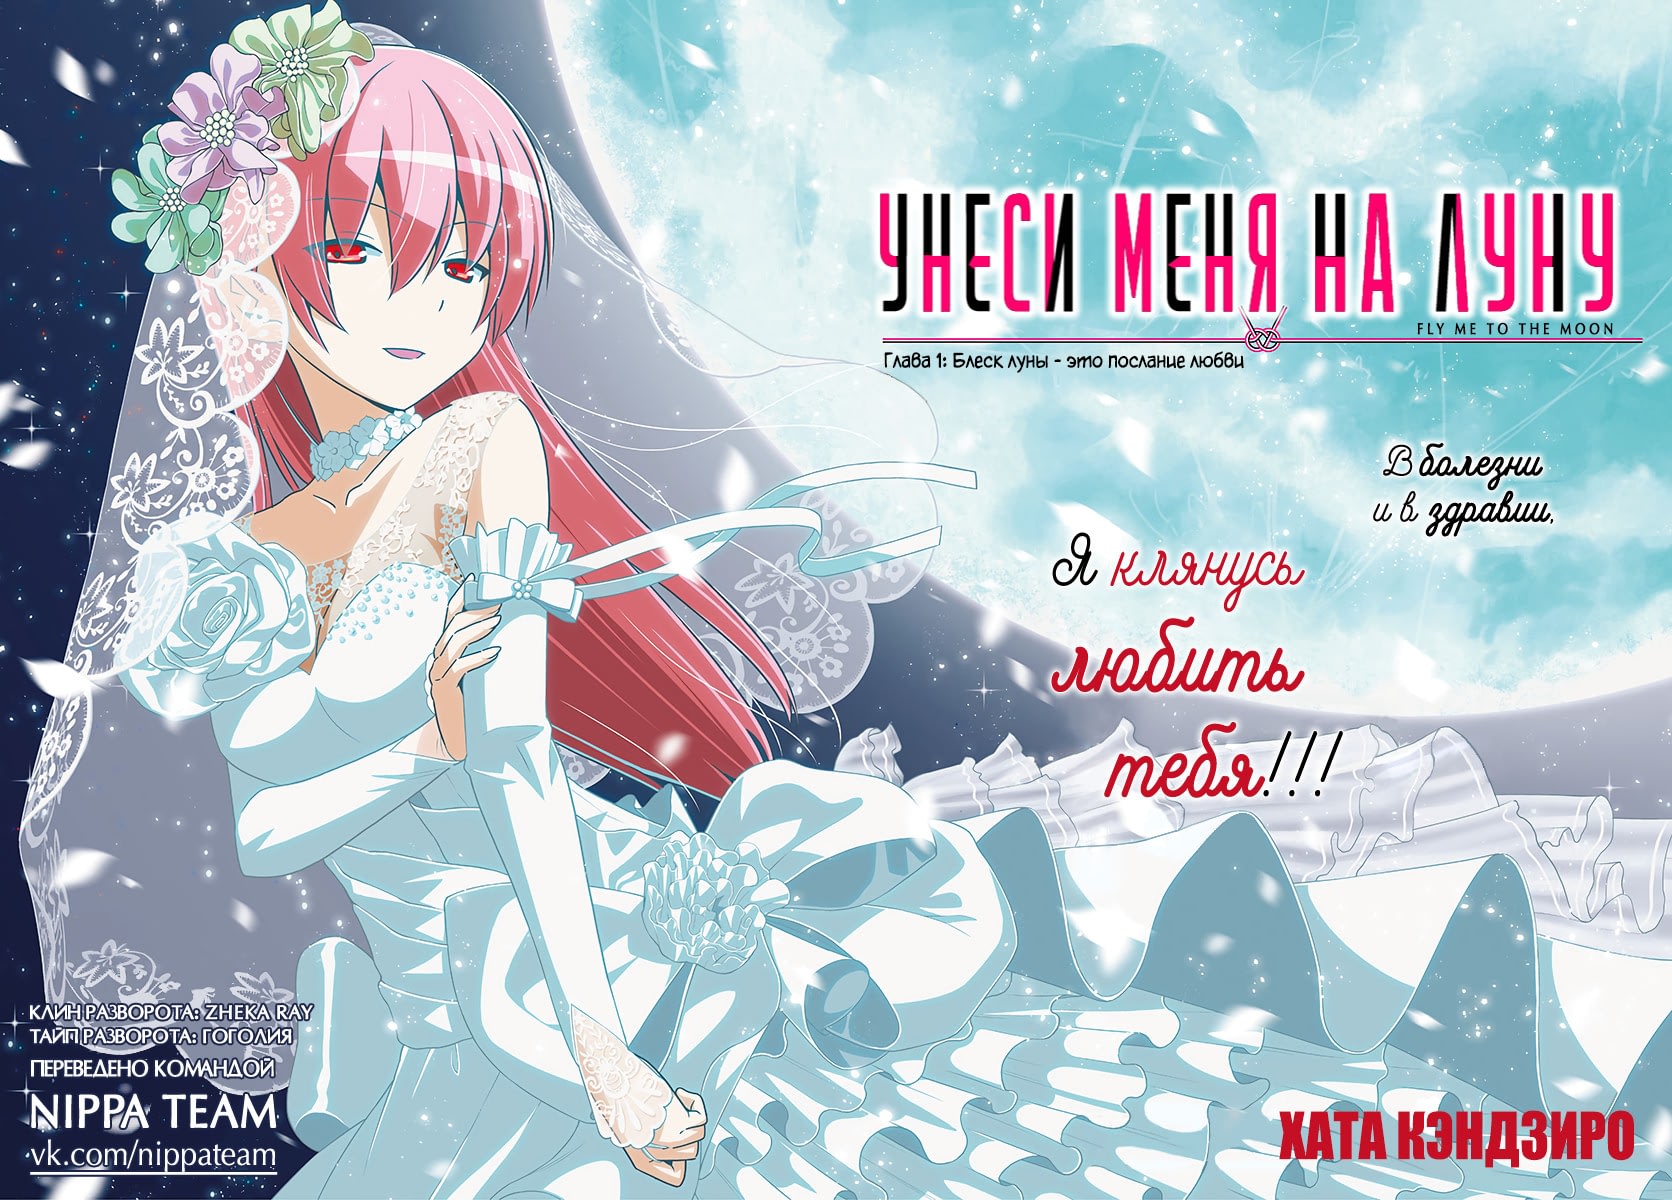 УНЕСИ МЕНЯ НА ЛУНУ
FLY ME TO THE MOON
Глава 1: Блеск луны - это послание любви
В болезни
и в здравии,
Я клянусь
любить
тебя!!!
КЛИН РАЗВОРОТА: ZHEKA RAY
ТАЙП РАЗВОРОТА: ГОГОЛИЯ
ПЕРЕВЕДЕНО КОМАНДОЙ
NIPPA TEAM
vk.com/nippateam
ХАТА КЭНДЗИРО